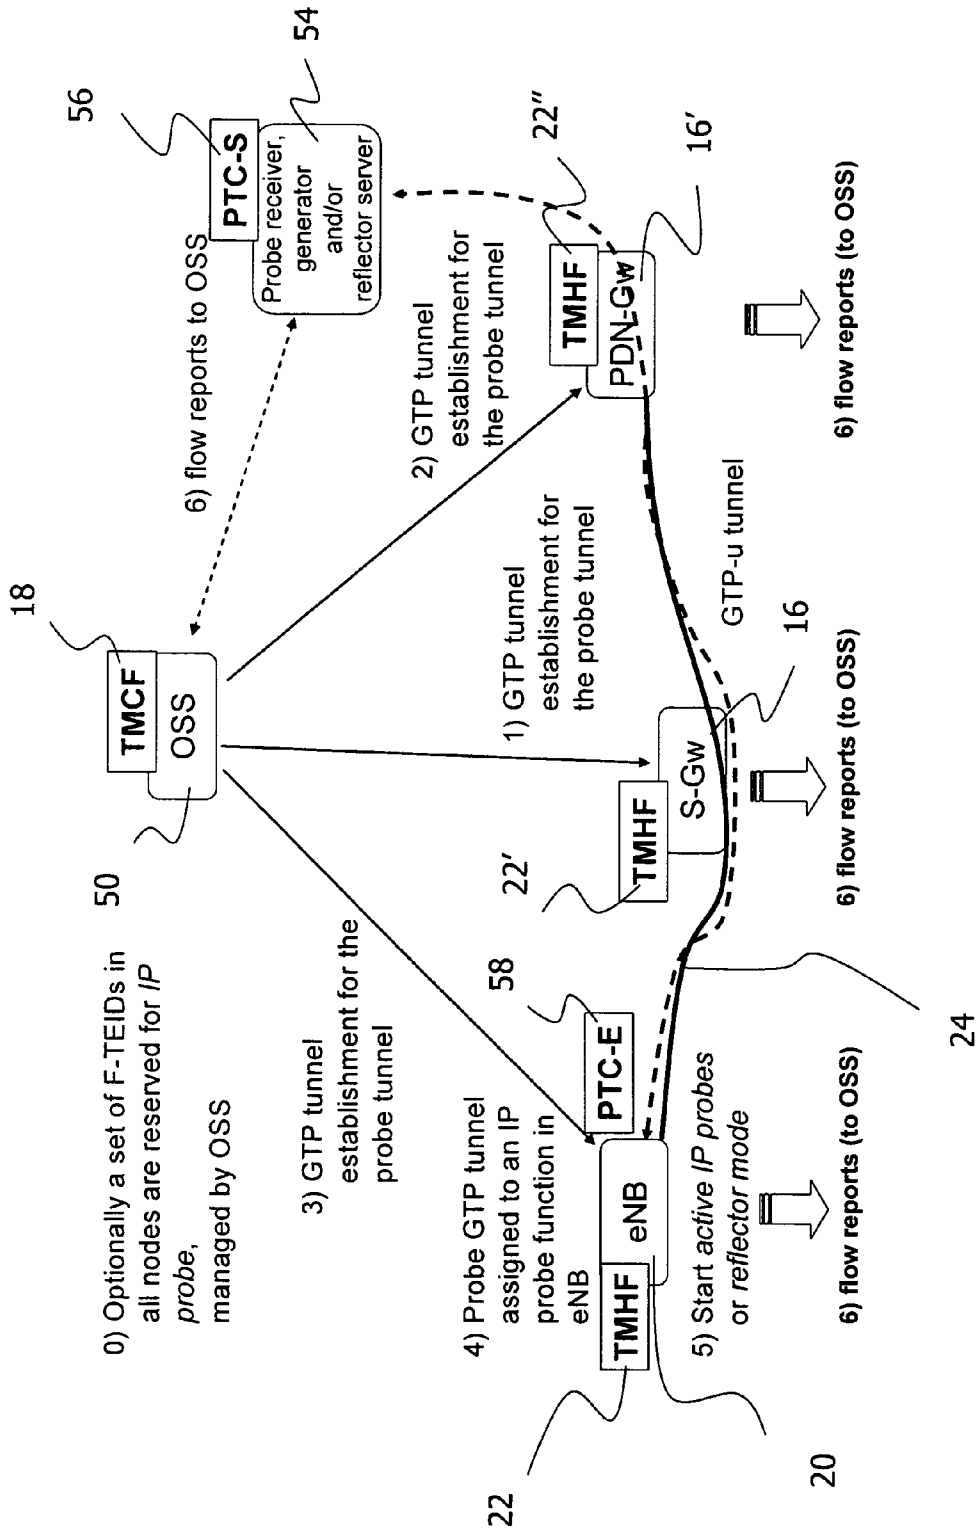 0) Optionally a set of F-TEIDs in
all nodes are reserved for IP
probe,
managed by OSS
50
TMCF
18
OSS
6) flow reports to OSS
56
PTC-S
54
Probe receiver,
generator
and/or
reflector server
3) GTP tunnel
establishment for the
probe tunnel
1) GTP tunnel
establishment for
the probe tunnel
2) GTP tunnel
establishment for
the probe tunnel
4) Probe GTP tunnel
assigned to an IP
probe function in
eNB
58
PTC-E
22'
TMHF
S-Gw
16
22"
TMHF
PDN-Gw
16'
22
TMHF
eNB
20
5) Start active IP probes
or reflector mode
24
GTP-u tunnel
6) flow reports (to OSS)
6) flow reports (to OSS)
6) flow reports (to OSS)